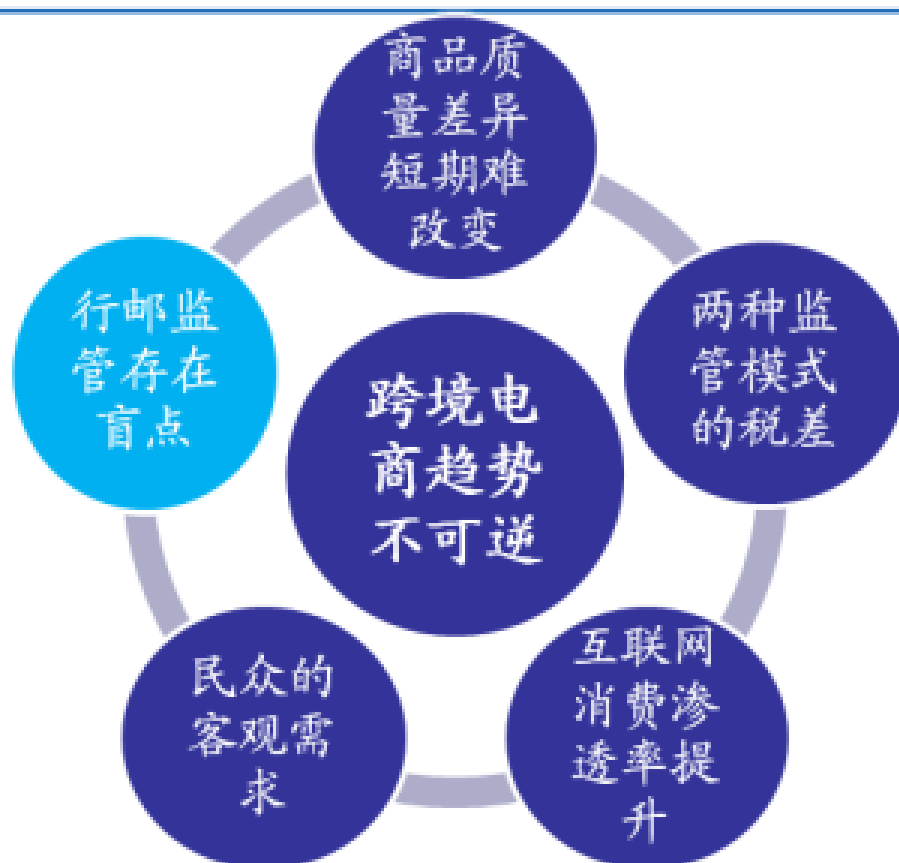 商品质
量差异
短期难
改变
行邮监
管存在
盲点
两种监
管模式
的税差
跨境电
商趋势
不可逆
民众的
客观需
求
互联网
消费渗
透率提
升